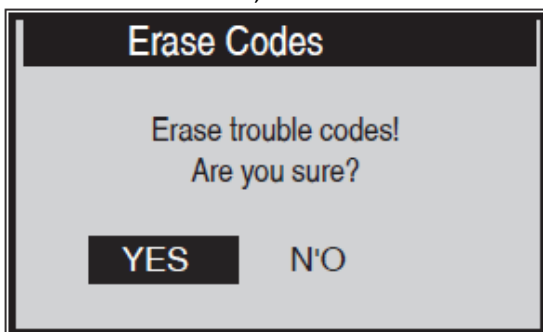 Erase Codes
Erase trouble codes!
Are you sure?
YES N'O